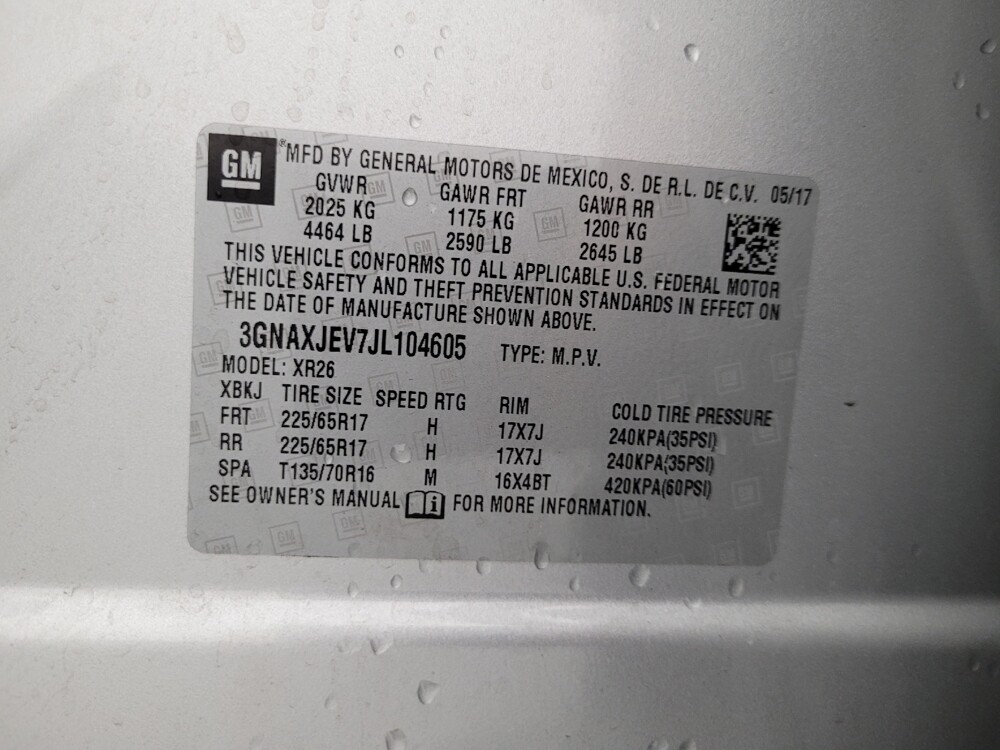 GM ®MFD BY GENERAL MOTORS DE MEXICO, S. DE R.L. DE C.V. 05/17
GVWR GAWR FRT GAWR RR
2025 KG 1175 KG 1200 KG
4464 LB 2590 LB 2645 LB
THIS VEHICLE CONFORMS TO ALL APPLICABLE U.S. FEDERAL MOTOR
VEHICLE SAFETY AND THEFT PREVENTION STANDARDS IN EFFECT ON
THE DATE OF MANUFACTURE SHOWN ABOVE.
3GNAXJEV7JL104605 TYPE: M.P.V.
MODEL: XR26
XBKJ TIRE SIZE SPEED RTG RIM COLD TIRE PRESSURE
FRT 225/65R17 H 17X7J 240KPA(35PSI)
RR 225/65R17 H 17X7J 240KPA(35PSI)
SPA T135/70R16 M 16X4BT 420KPA(60PSI)
SEE OWNER'S MANUAL i FOR MORE INFORMATION.